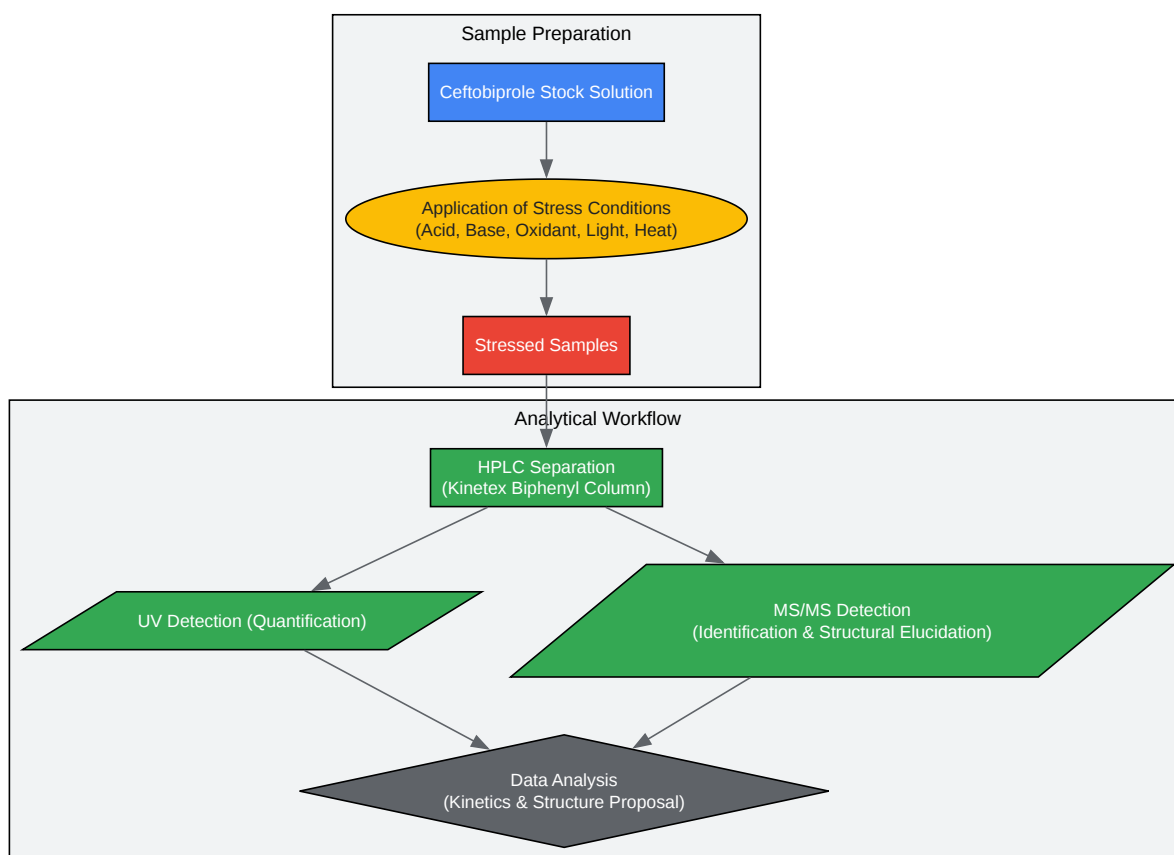 Sample Preparation
Ceftobiprole Stock Solution
Application of Stress Conditions
(Acid, Base, Oxidant, Light, Heat)
Stressed Samples
Analytical Workflow
HPLC Separation
(Kinetex Biphenyl Column)
UV Detection (Quantification)
MS/MS Detection
(Identification & Structural Elucidation)
Data Analysis
(Kinetics & Structure Proposal)